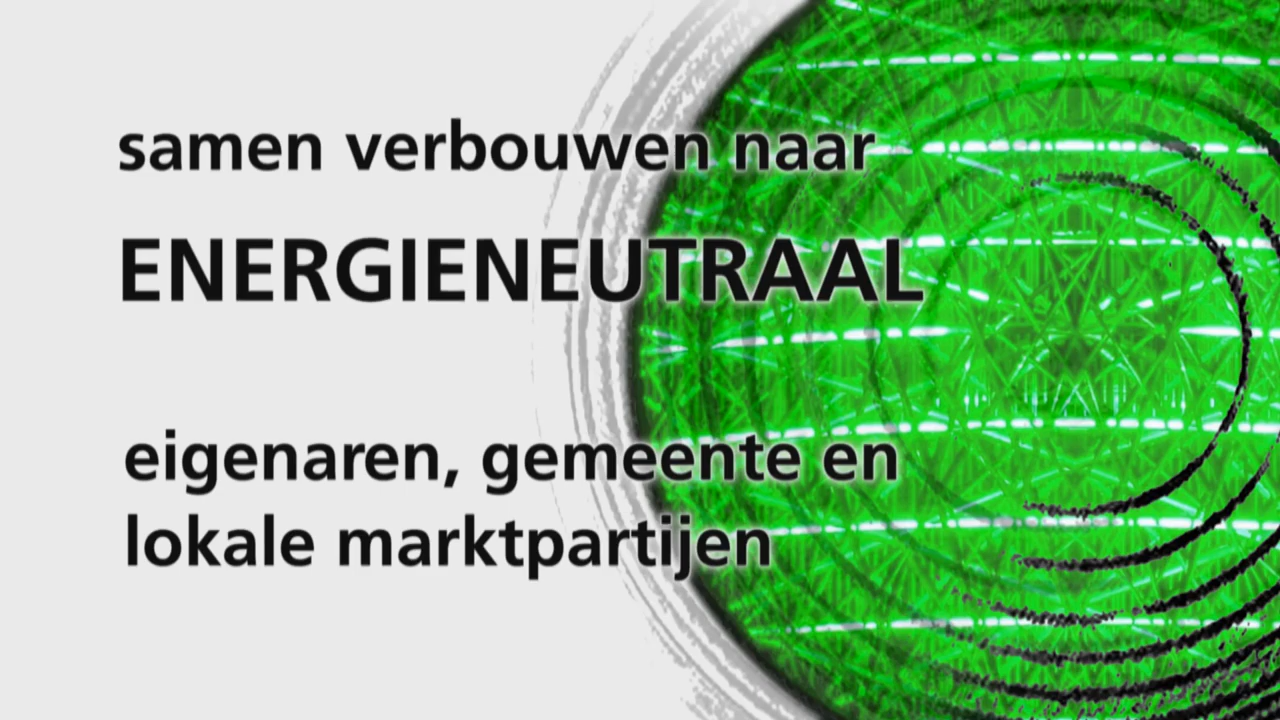 samen verbouwen naar
ENERGIENEUTRAAL
eigenaren, gemeente en
lokale marktpartijen